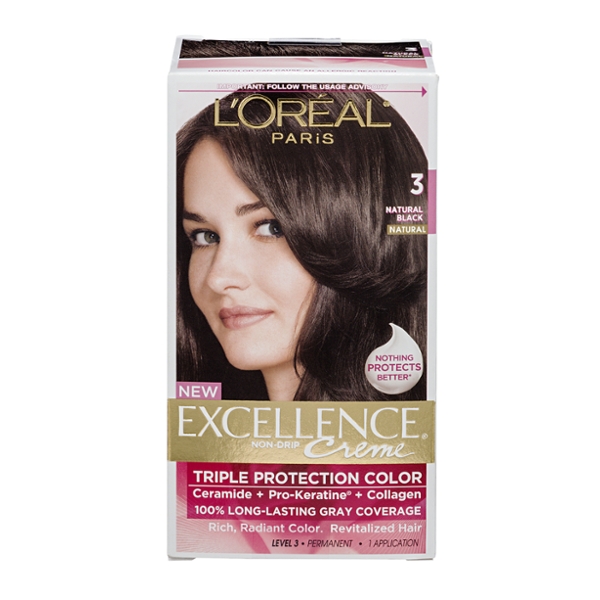 IMPORTANT: FOLLOW THE USAGE
L'ORÉAL
PARIS
3
NATURAL
BLACK
NATURAL
NOTHING
PROTECTS
BETTER*
NEW
EXCELLENCE®
NON-DRIP Creme
TRIPLE PROTECTION COLOR
Ceramide + Pro-Keratine® + Collagen
100% LONG-LASTING GRAY COVERAGE
Rich, Radiant Color. Revitalized Hair
LEVEL 3 • PERMANENT • 1 APPLICATION